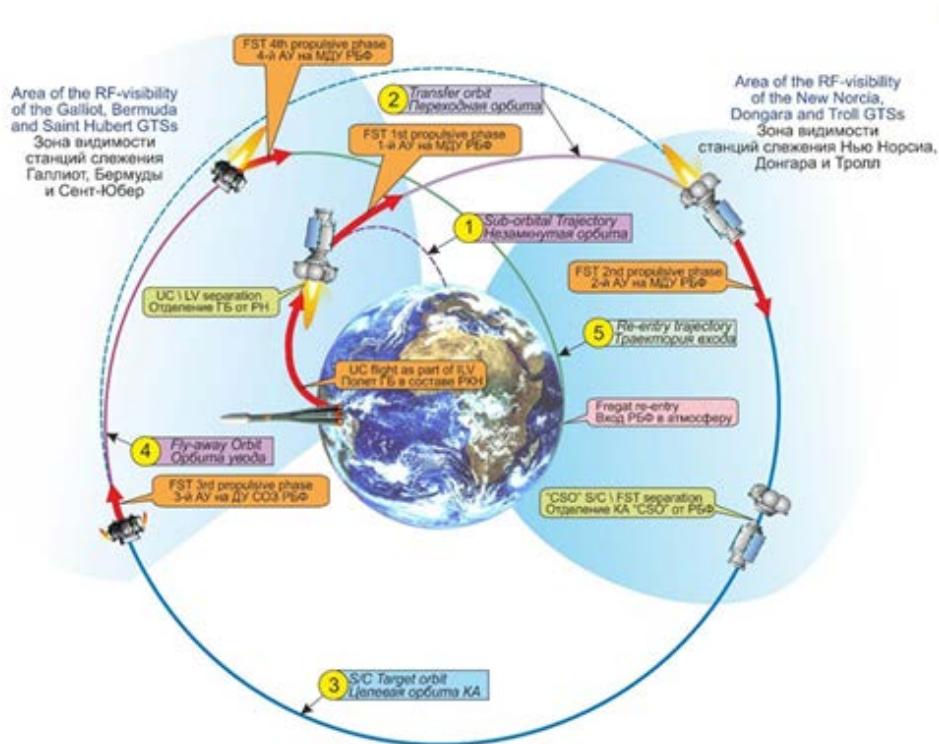 FST 4th propulsive phase
4-й АУ на МДУ РБФ
Area of the RF-visibility
of the Galliot, Bermuda
and Saint Hubert GTSs
Зона видимости
станций слежения
Галлиот, Бермуды
и Сент-Юбер
2
Transfer orbit
Переходная орбита
Area of the RF-visibility
of the New Norcia,
Dongara and Troll GTSs
Зона видимости
станций слежения Нью Норсиа,
Донгара и Тролл
FST 1st propulsive phase
1-й АУ на МДУ РБФ
1
Sub-orbital Trajectory
Незамкнутая орбита
FST 2nd propulsive phase
2-й АУ на МДУ РБФ
UC \ LV separation
Отделение ГБ от РН
5
Re-entry trajectory
Траектория входа
UC flight as part of ILV
Полет ГБ в составе РКН
Fregat re-entry
Вход РБФ в атмосферу
4
Fly-away Orbit
Орбита увода
FST 3rd propulsive phase
3-й АУ на ДУ СОЗ РБФ
"CSO" S/C \ FST separation
Отделение КА "CSO" от РБФ
3
S/C Target orbit
Целевая орбита КА